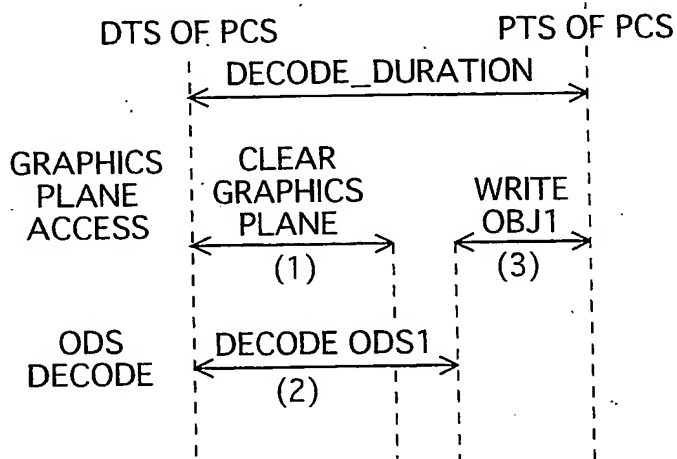 DTS OF PCS
PTS OF PCS
DECODE_DURATION
GRAPHICS
PLANE
ACCESS
CLEAR
GRAPHICS
PLANE
(1)
WRITE
OBJ1
(3)
ODS
DECODE
DECODE ODS1
(2)